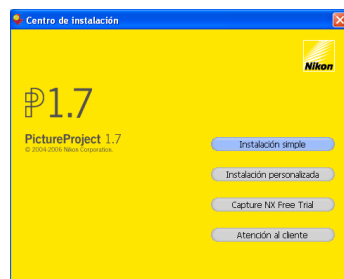 Centro de instalación
Nikon
P1.7
PictureProject 1.7
© 2004-2006 Nikon Corporation.
Instalación simple
Instalación personalizada
Capture NX Free Trial
Atención al cliente